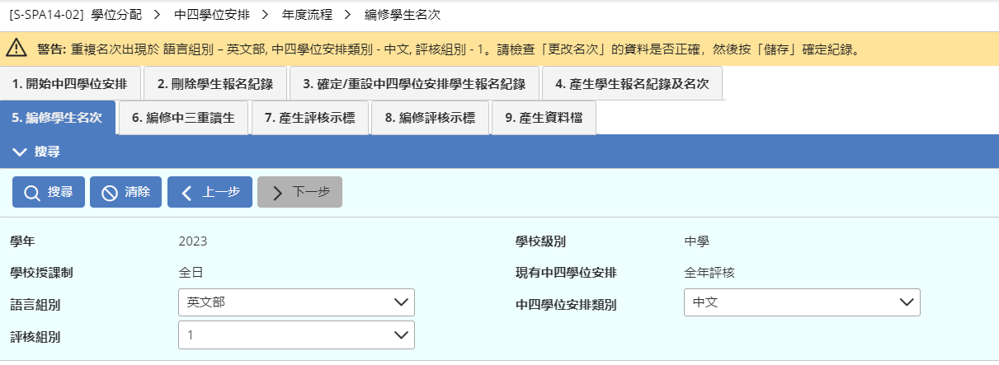 [S-SPA14-02] 學位分配 > 中四學位安排 > 年度流程 > 編修學生名次
警告: 重複名次出現於 語言組別 – 英文部, 中四學位安排類別 - 中文, 評核組別 - 1。請檢查「更改名次」的資料是否正確，然後按「儲存」確定紀錄。
1. 開始中四學位安排 2. 刪除學生報名紀錄 3. 確定/重設中四學位安排學生報名紀錄 4. 產生學生報名紀錄及名次
5. 編修學生名次 6. 編修中三重讀生 7. 產生評核示標 8. 編修評核示標 9. 產生資料檔
搜尋
搜尋 清除 上一步 下一步
學年 2023 學校級別 中學
學校授課制 全日 現有中四學位安排 全年評核
語言組別 英文部 中四學位安排類別 中文
評核組別 1